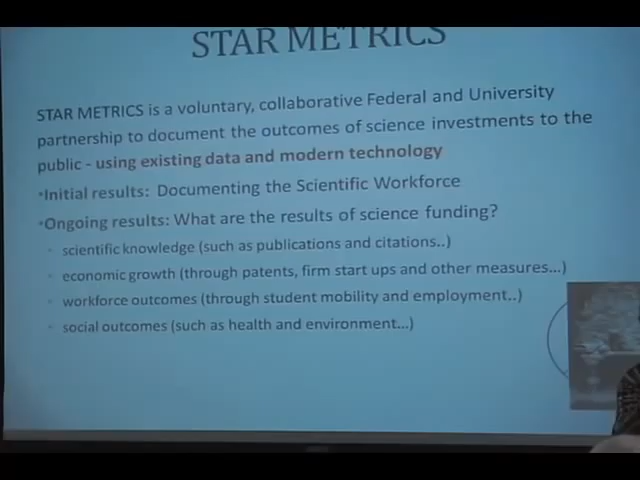 STAR METRICS
STAR METRICS is a voluntary, collaborative Federal and University
partnership to document the outcomes of science investments to the
public - using existing data and modern technology
•Initial results: Documenting the Scientific Workforce
•Ongoing results: What are the results of science funding?
• scientific knowledge (such as publications and citations..)
• economic growth (through patents, firm start ups and other measures...)
• workforce outcomes (through student mobility and employment..)
• social outcomes (such as health and environment...)